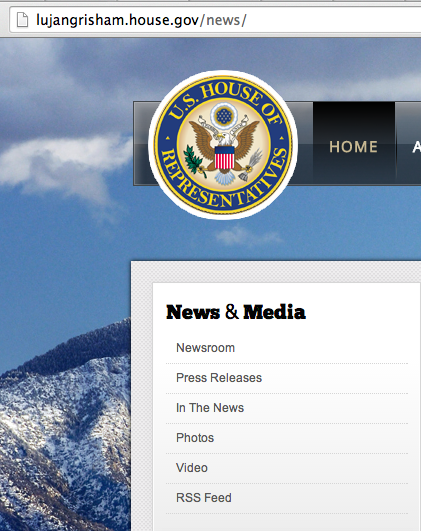 lujangrisham.house.gov/news/
U.S. HOUSE OF
REPRESENTATIVES
HOME
News & Media
Newsroom
Press Releases
In The News
Photos
Video
RSS Feed